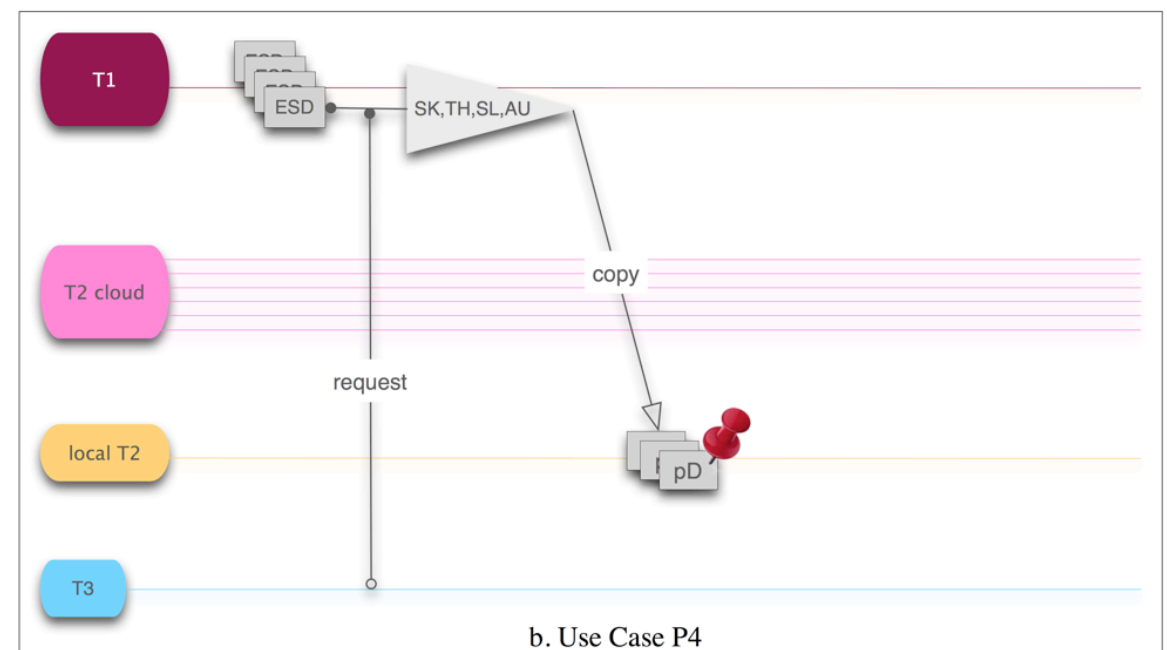 T1
ESD
SK,TH,SL,AU
T2 cloud
copy
request
local T2
pD
T3
b. Use Case P4